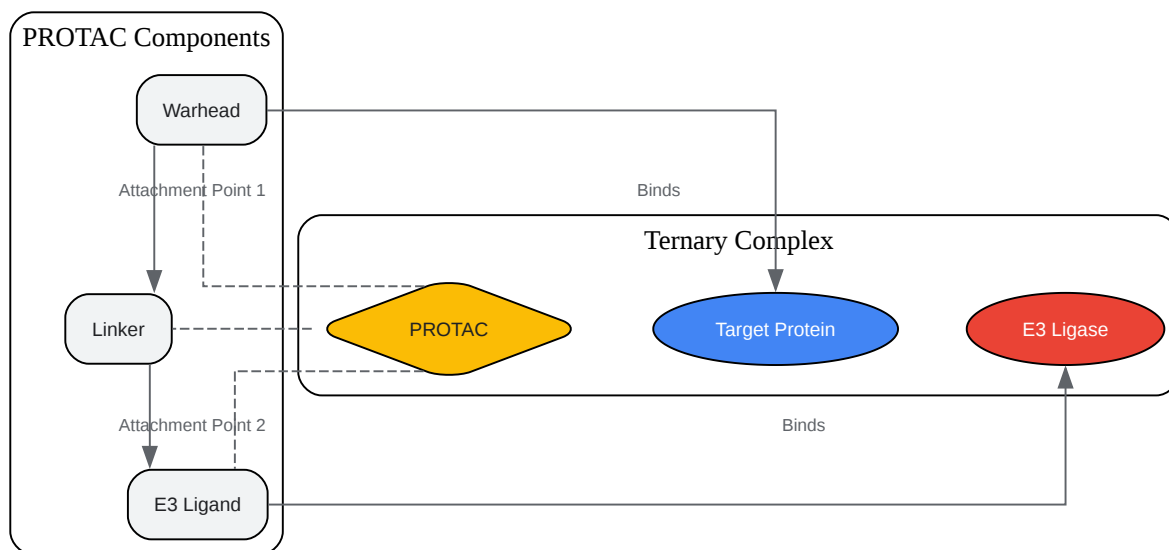 PROTAC Components
Warhead
Attachment Point 1
Binds
Ternary Complex
Linker
PROTAC
Target Protein
E3 Ligase
Attachment Point 2
Binds
E3 Ligand